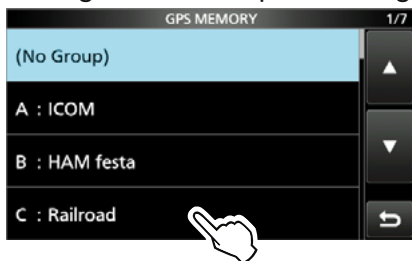 GPS MEMORY 1/7
(No Group)
A : ICOM
B : HAM festa
C : Railroad